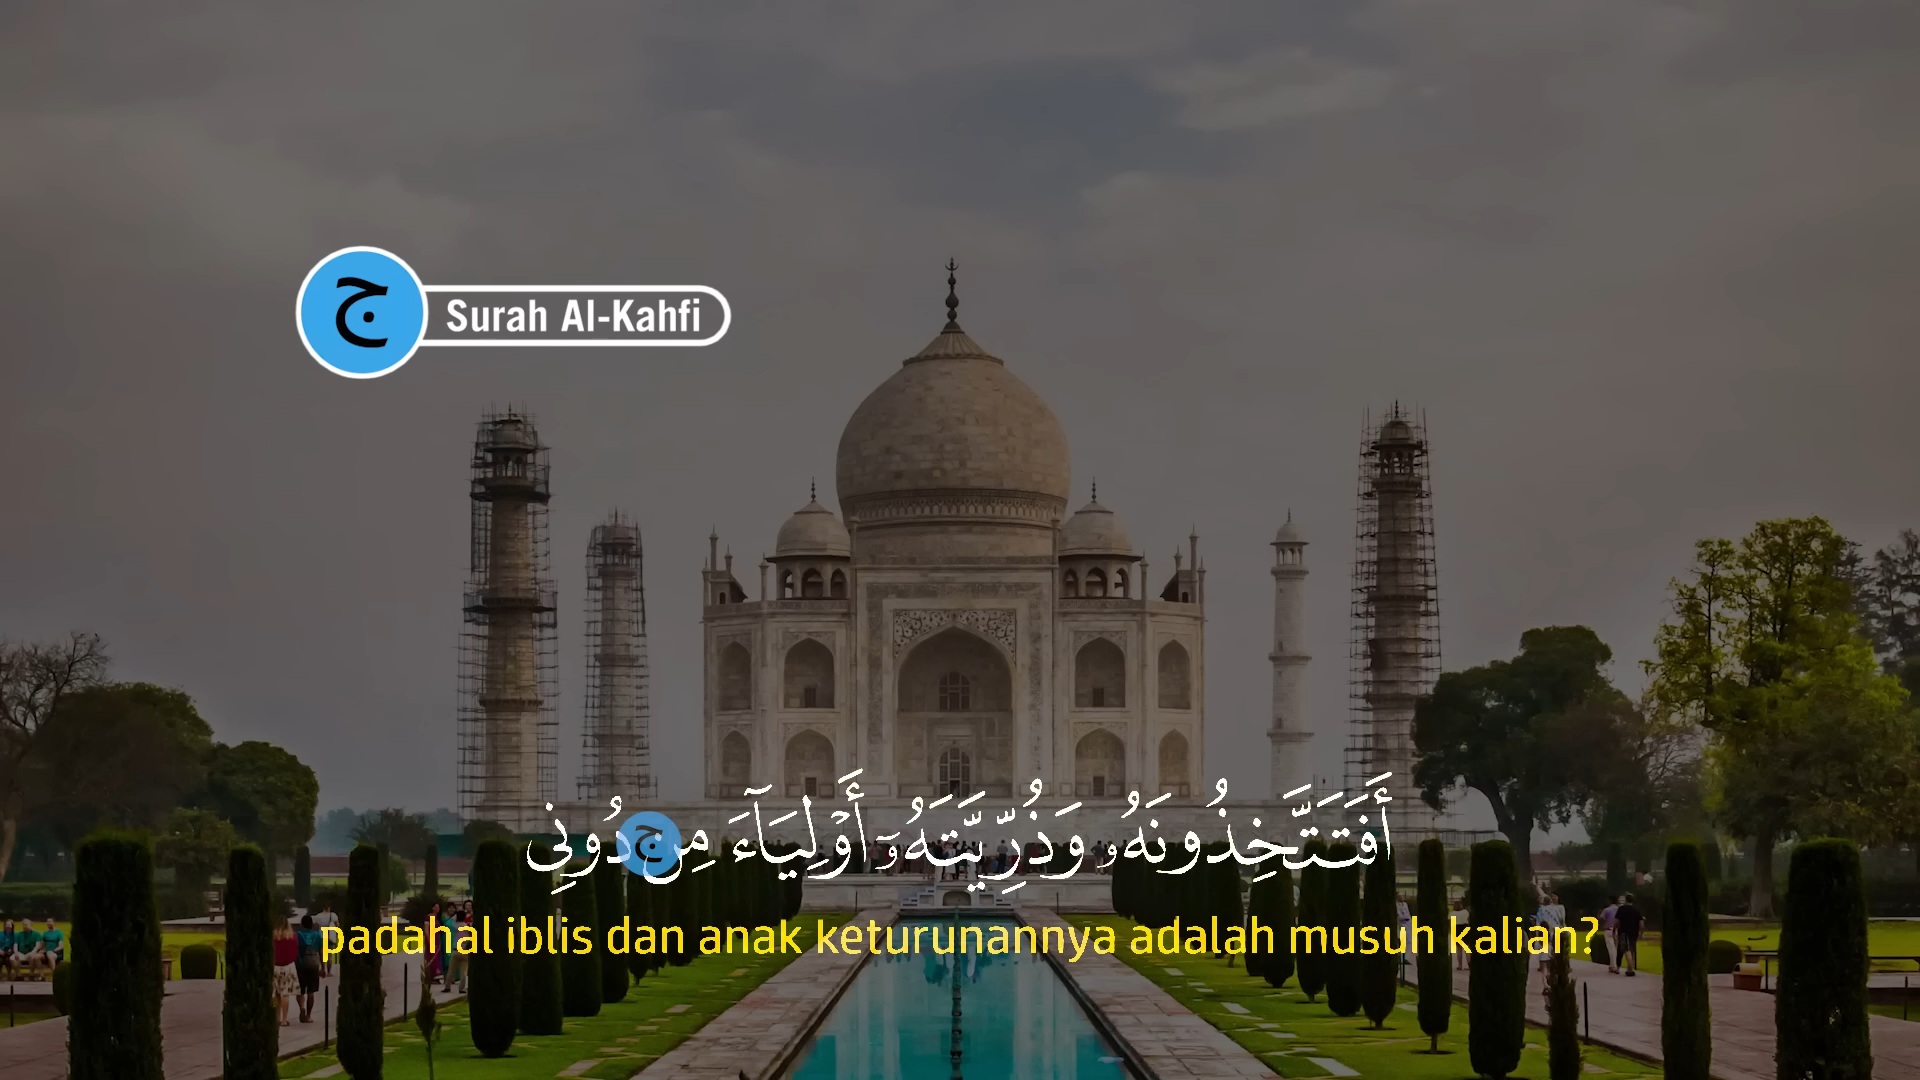 ج
Surah Al-Kahfi
أَفَتَتَّخِذُونَهُۥ وَذُرِّيَّتَهُۥٓ أَوْلِيَآءَ مِن دُونِى
ج
padahal iblis dan anak keturunannya adalah musuh kalian?